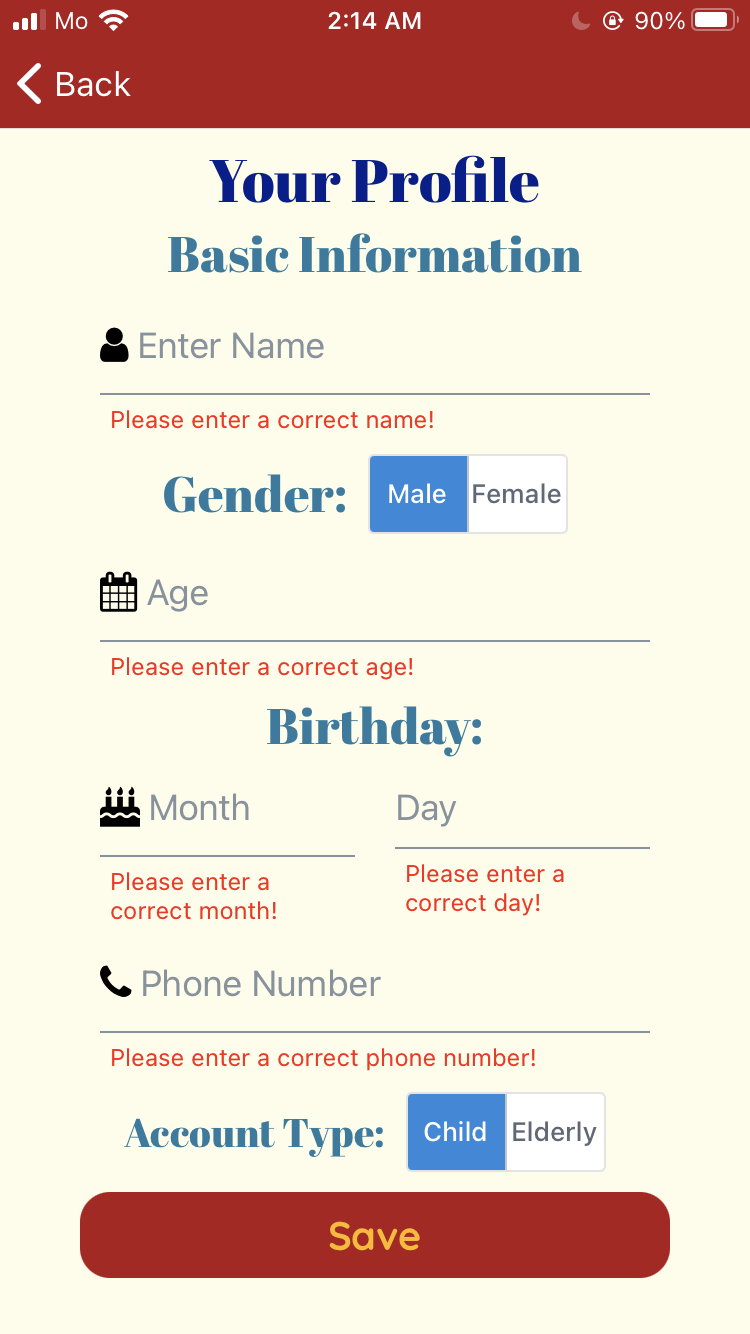 Mo 2:14 AM 90%
Back
Your Profile
Basic Information
Enter Name
Please enter a correct name!
Gender: Male Female
Age
Please enter a correct age!
Birthday:
Month Day
Please enter a
correct month!
Please enter a
correct day!
Phone Number
Please enter a correct phone number!
Account Type: Child Elderly
Save